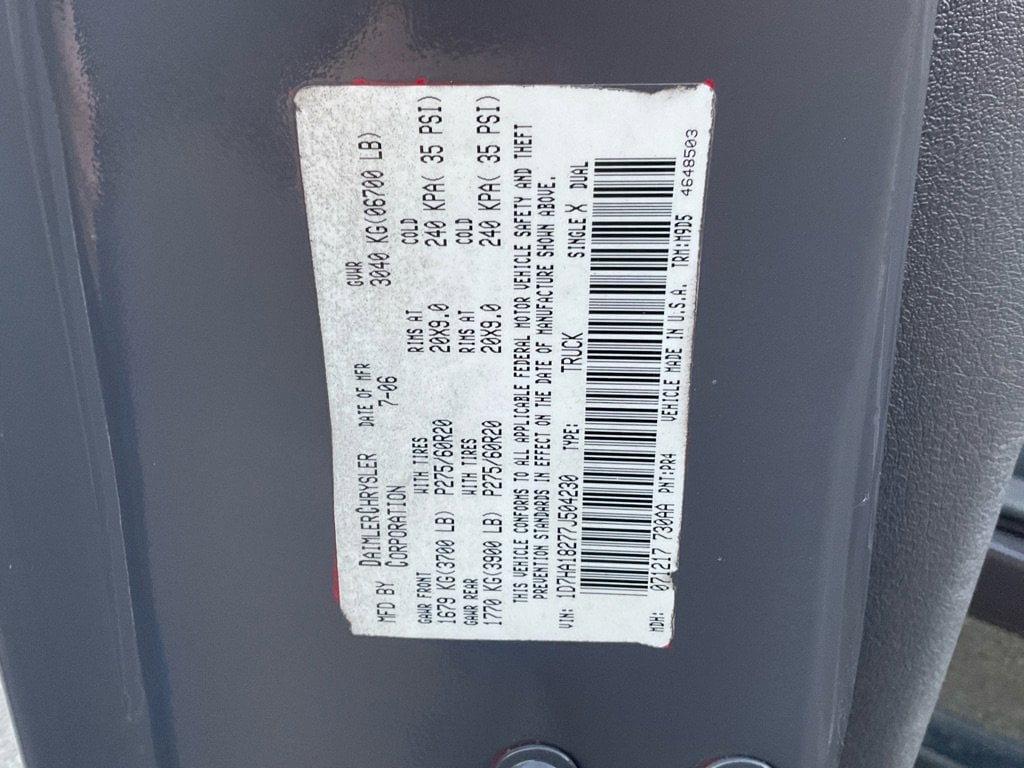 MFD BY DAIMLERCHRYSLER CORPORATION DATE OF MFR 7-06 GVWR 3040 KG(06700 LB)
GAWR FRONT WITH TIRES RIMS AT COLD
1679 KG(3700 LB) P275/60R20 20X9.0 240 KPA( 35 PSI)
GAWR REAR WITH TIRES RIMS AT COLD
1770 KG(3900 LB) P275/60R20 20X9.0 240 KPA( 35 PSI)
THIS VEHICLE CONFORMS TO ALL APPLICABLE FEDERAL MOTOR VEHICLE SAFETY AND THEFT
PREVENTION STANDARDS IN EFFECT ON THE DATE OF MANUFACTURE SHOWN ABOVE.
VIN: 1D7HA18277J504230 TYPE: TRUCK SINGLE X DUAL
MDH: 071217 730AA PNT:PR4 VEHICLE MADE IN U.S.A. TRM:M9D5 4648503